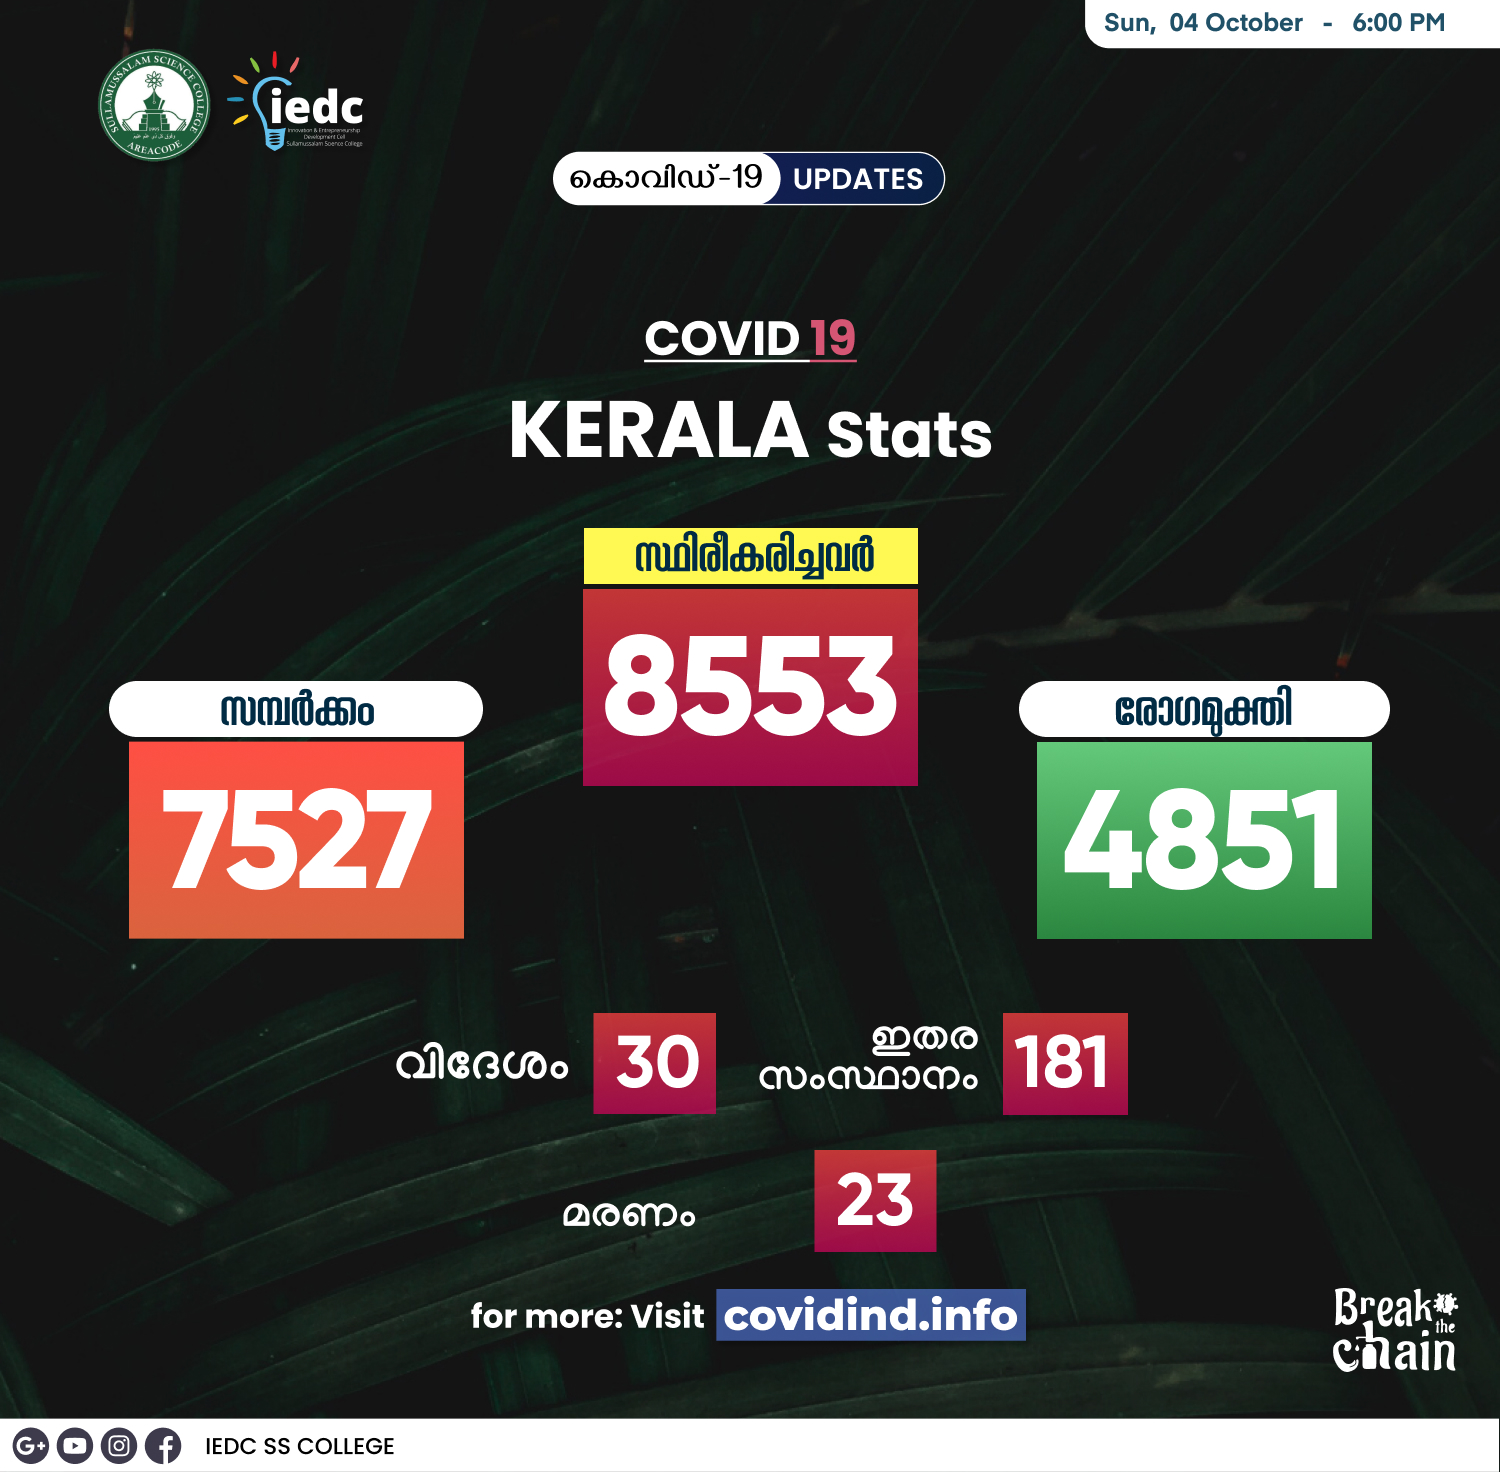 Sun, 04 October - 6:00 PM
SULLAMUSSALAM SCIENCE COLLEGE
1995
AREACODE
iedc
Innovation & Entrepreneurship
Development Cell
Sullamussalam Science College
കൊവിഡ്-19 UPDATES
COVID 19
KERALA Stats
സ്ഥിരീകരിച്ചവർ
8553
സമ്പർക്കം
7527
രോഗമുക്തി
4851
വിദേശം 30
ഇതര
സംസ്ഥാനം 181
മരണം 23
for more: Visit covidind.info
Break
the
chain
G+ IEDC SS COLLEGE